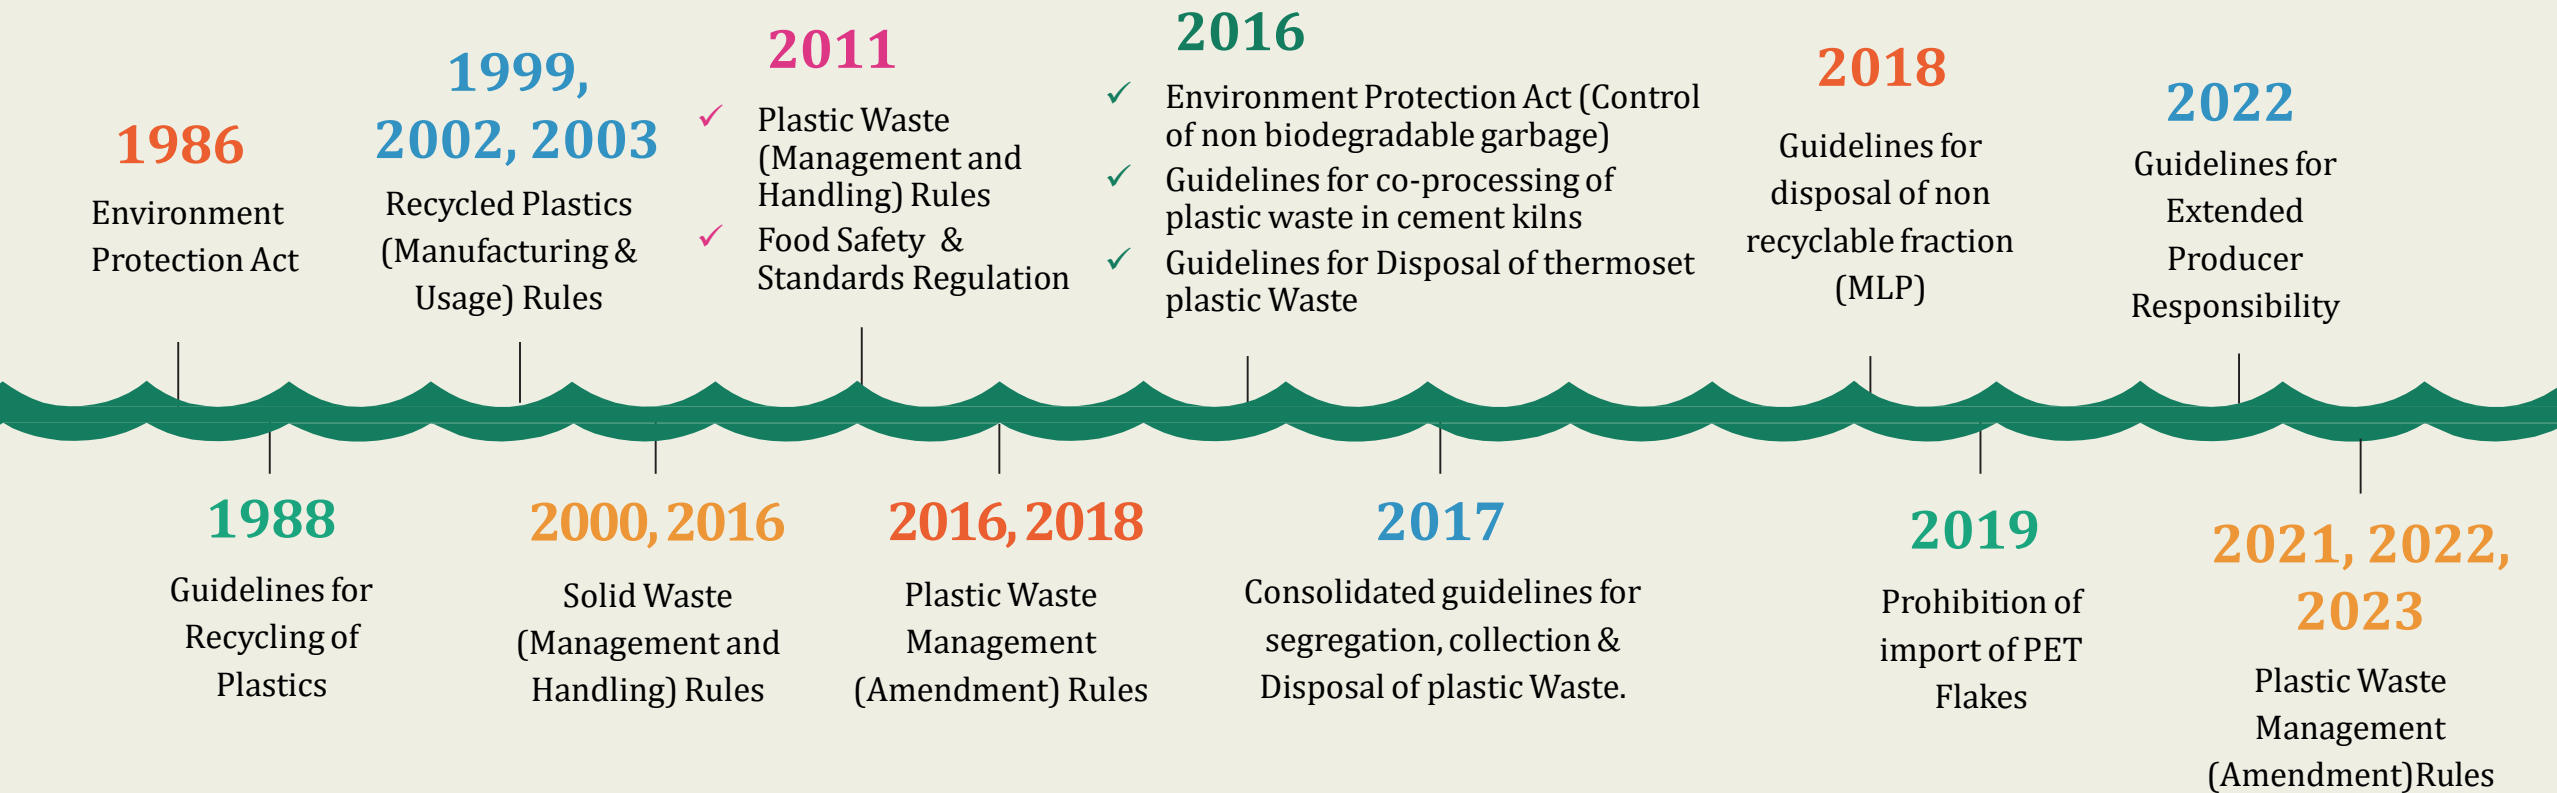 1986
Environment
Protection Act
1999,
2002, 2003
Recycled Plastics
(Manufacturing &
Usage) Rules
2011
✓ Plastic Waste
(Management and
Handling) Rules
✓ Food Safety &
Standards Regulation
2016
✓ Environment Protection Act (Control
of non biodegradable garbage)
✓ Guidelines for co-processing of
plastic waste in cement kilns
✓ Guidelines for Disposal of thermoset
plastic Waste
2018
Guidelines for
disposal of non
recyclable fraction
(MLP)
2022
Guidelines for
Extended
Producer
Responsibility
1988
Guidelines for
Recycling of
Plastics
2000, 2016
Solid Waste
(Management and
Handling) Rules
2016, 2018
Plastic Waste
Management
(Amendment) Rules
2017
Consolidated guidelines for
segregation, collection &
Disposal of plastic Waste.
2019
Prohibition of
import of PET
Flakes
2021, 2022,
2023
Plastic Waste
Management
(Amendment)Rules